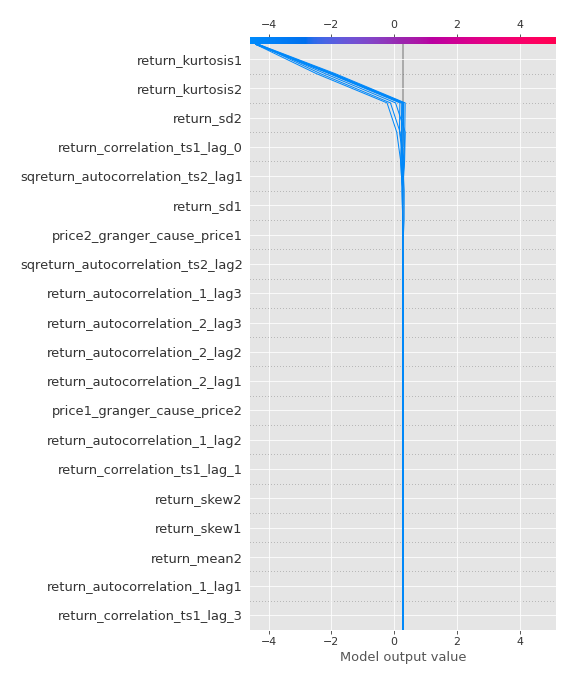 −4 −2 0 2 4
return_kurtosis1
return_kurtosis2
return_sd2
return_correlation_ts1_lag_0
sqreturn_autocorrelation_ts2_lag1
return_sd1
price2_granger_cause_price1
sqreturn_autocorrelation_ts2_lag2
return_autocorrelation_1_lag3
return_autocorrelation_2_lag3
return_autocorrelation_2_lag2
return_autocorrelation_2_lag1
price1_granger_cause_price2
return_autocorrelation_1_lag2
return_correlation_ts1_lag_1
return_skew2
return_skew1
return_mean2
return_autocorrelation_1_lag1
return_correlation_ts1_lag_3
−4 −2 0 2 4
Model output value